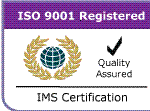 ISO 9001 Registered
Quality
Assured
IMS Certification